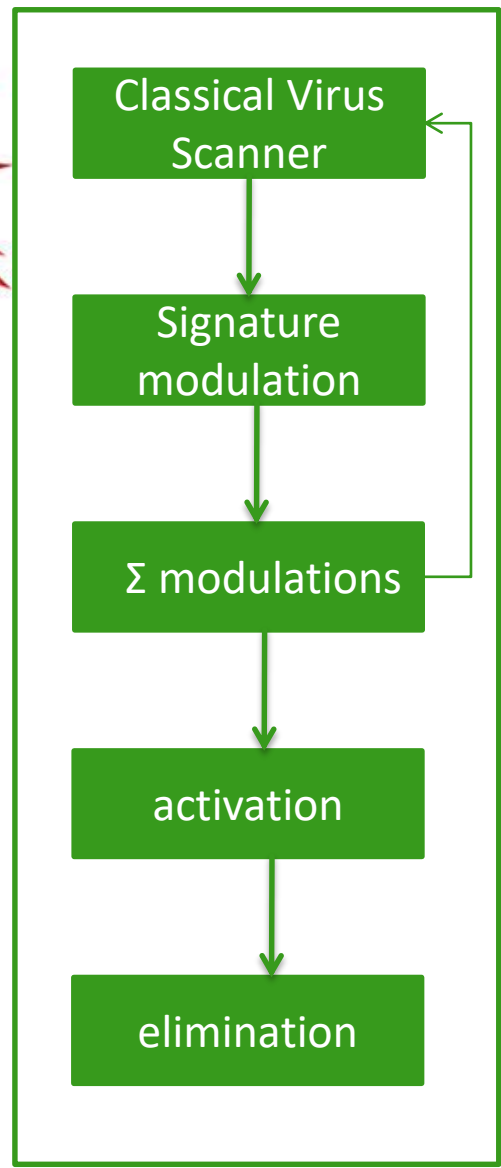 Classical Virus
Scanner
Signature
modulation
Σ modulations
activation
elimination